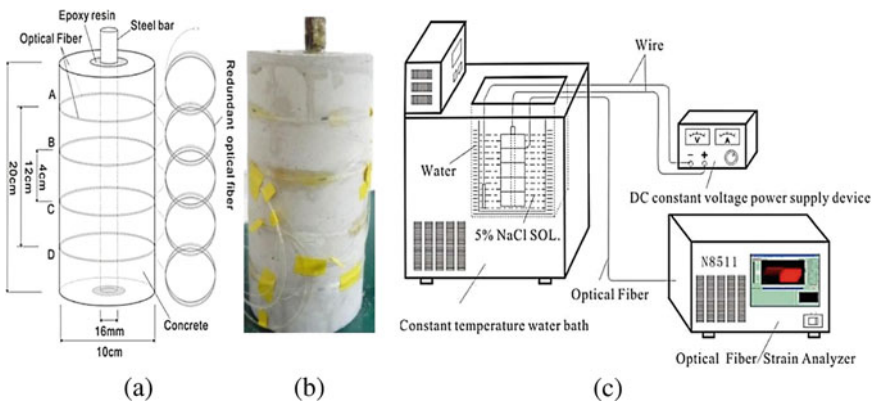 Epoxy resin
Steel bar
Optical Fiber
Redundant optical fiber
A
B
C
D
20cm
12cm
4cm
16mm
10cm
Concrete
(a)
(b)
Wire
Water
5% NaCl SOL.
V
A
− +
DC constant voltage power supply device
N8511
Optical Fiber
Constant temperature water bath
Optical Fiber Strain Analyzer
(c)